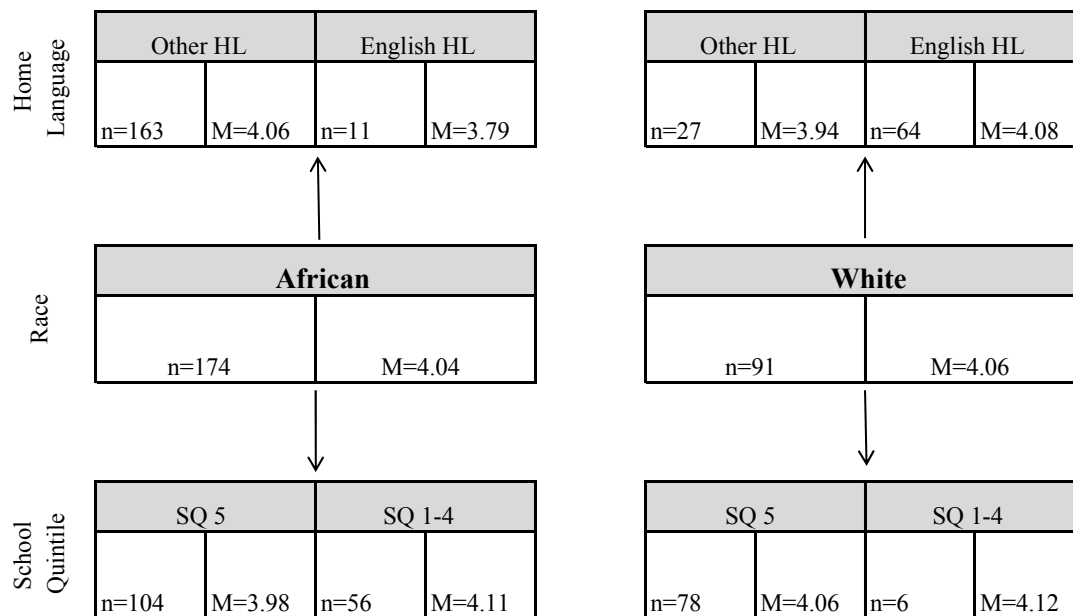 Home
Language
Other HL English HL
n=163 M=4.06 n=11 M=3.79
Other HL English HL
n=27 M=3.94 n=64 M=4.08
Race
African
n=174 M=4.04
White
n=91 M=4.06
School
Quintile
SQ 5 SQ 1-4
n=104 M=3.98 n=56 M=4.11
SQ 5 SQ 1-4
n=78 M=4.06 n=6 M=4.12